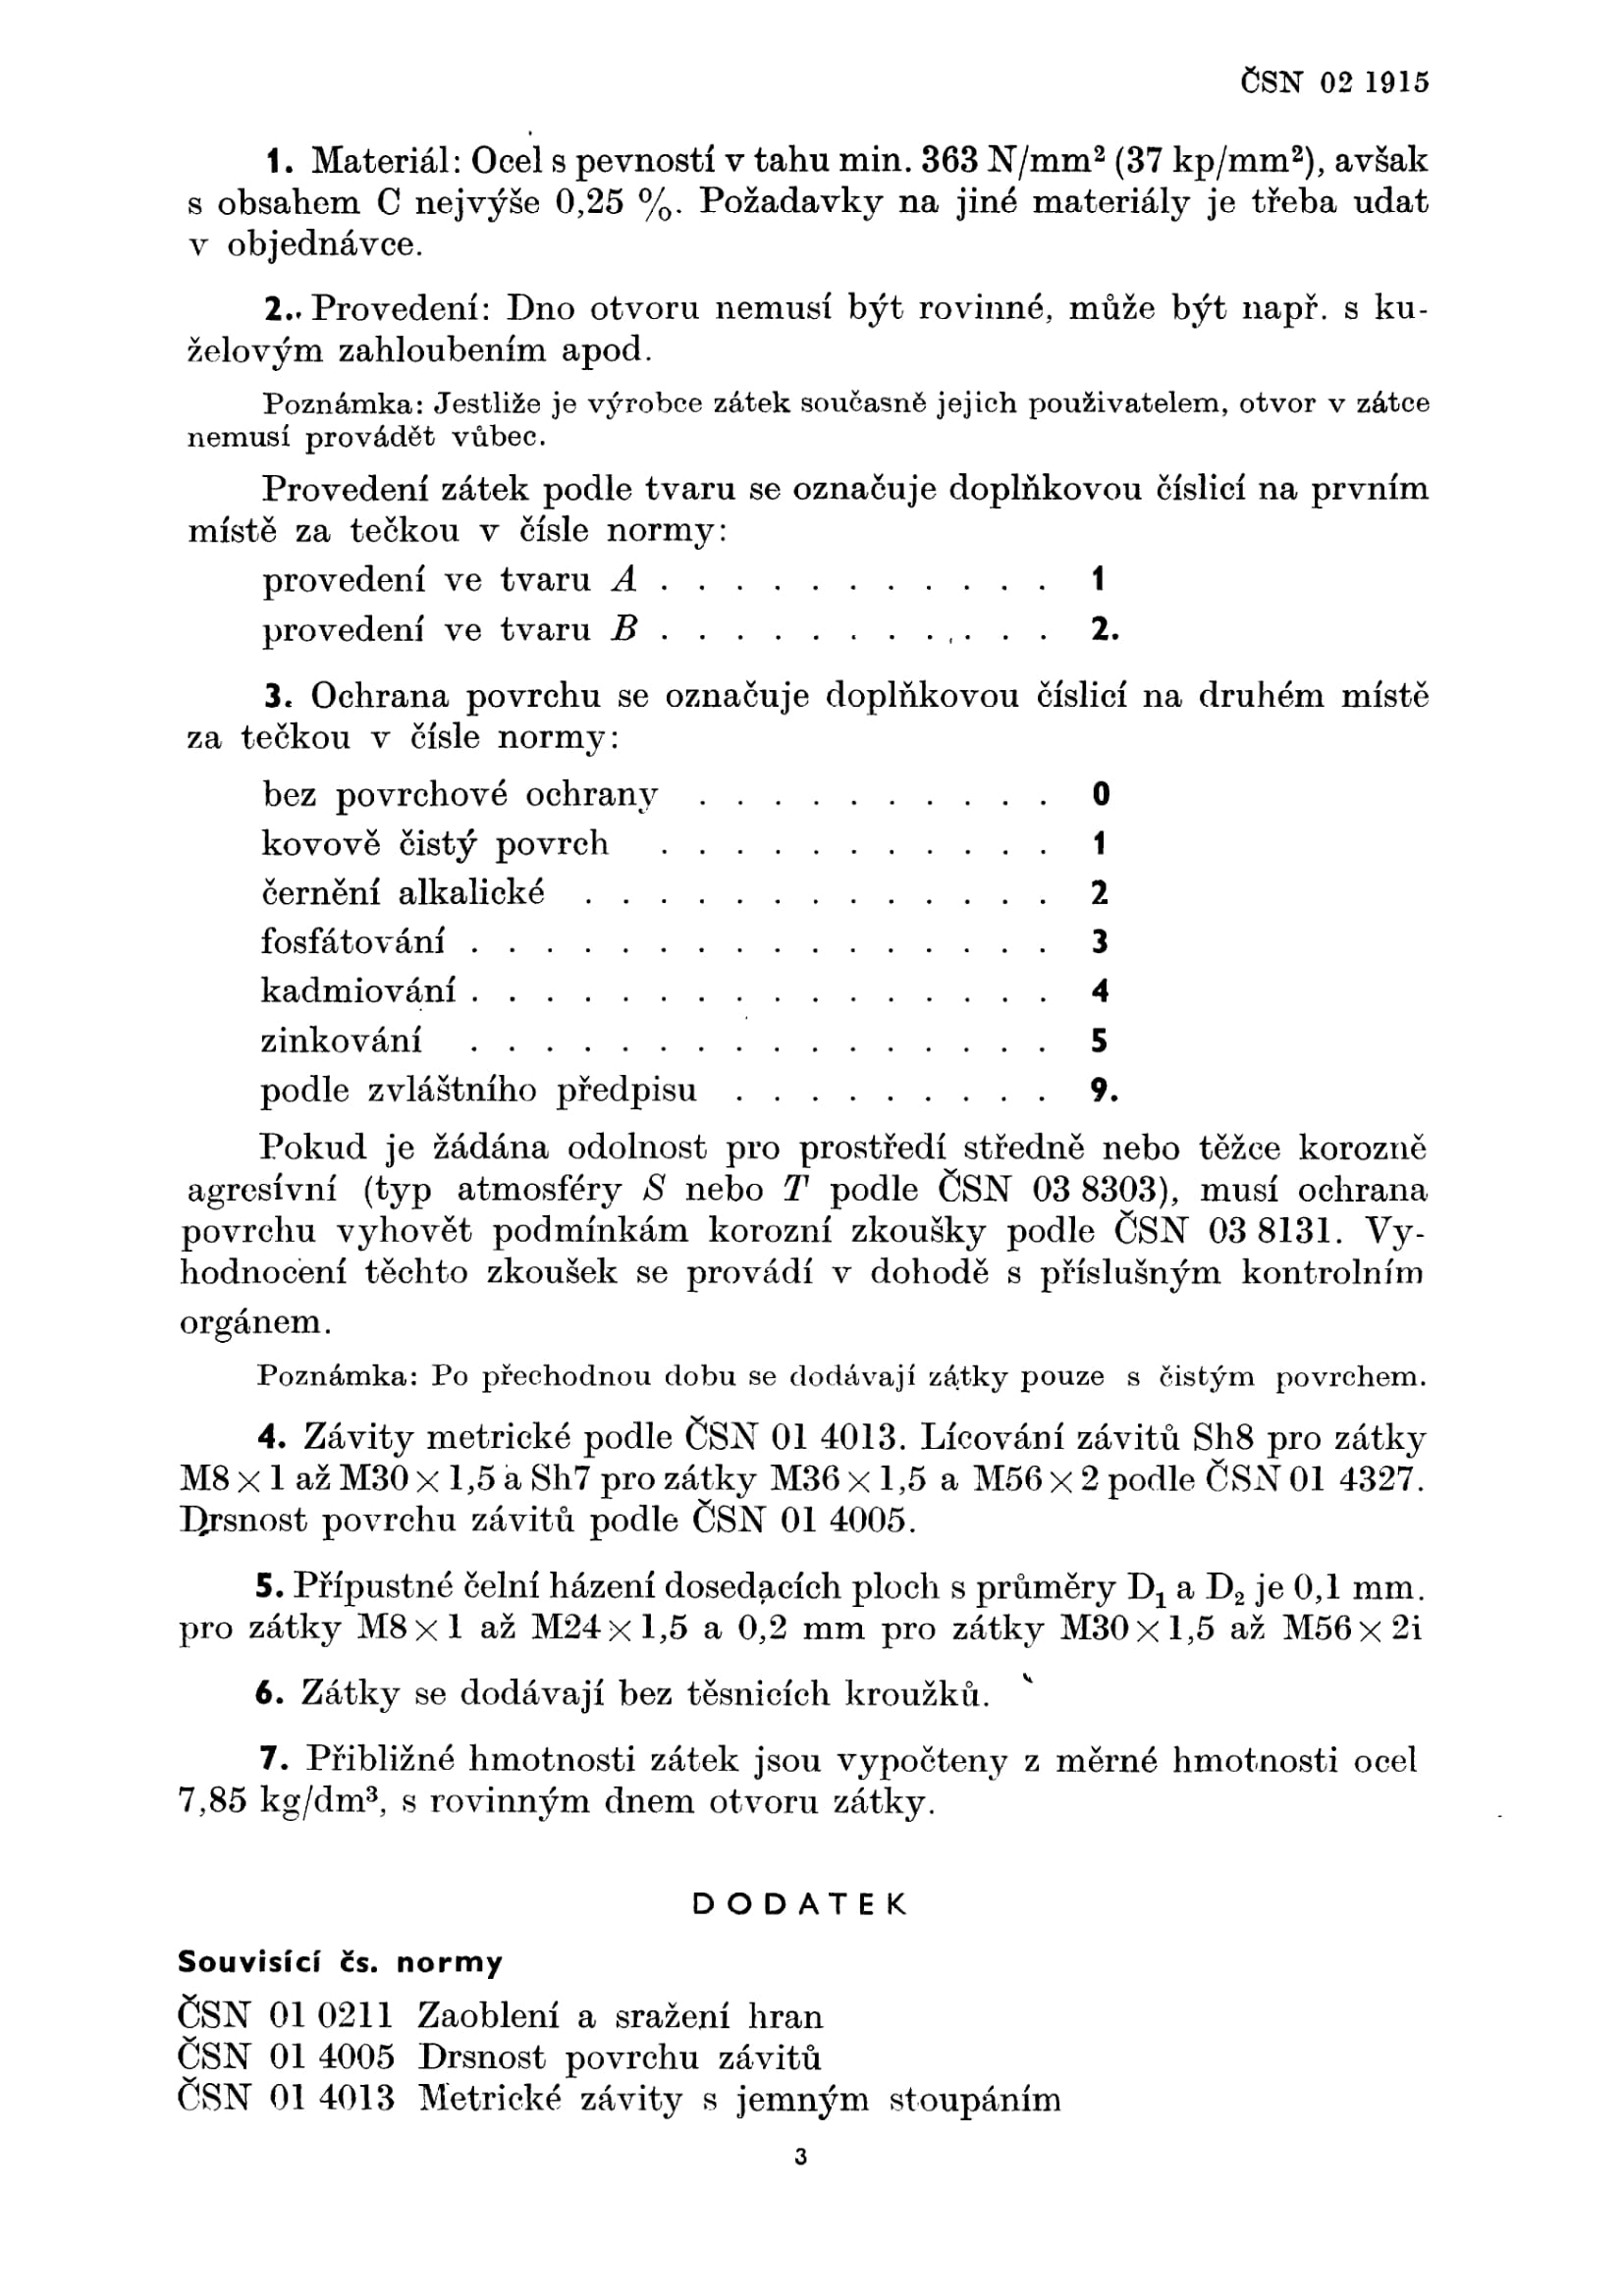 ČSN 02 1915
1. Materiál: Ocel s pevností v tahu min. 363 N/mm² (37 kp/mm²), avšak
s obsahem C nejvýše 0,25 %. Požadavky na jiné materiály je třeba udat
v objednávce.
2. Provedení: Dno otvoru nemusí být rovinné, může být např. s ku-
želovým zahloubením apod.
Poznámka: Jestliže je výrobce zátek současně jejich použivatelem, otvor v zátce
nemusí provádět vůbec.
Provedení zátek podle tvaru se označuje doplňkovou číslicí na prvním
místě za tečkou v čísle normy:
provedení ve tvaru A . . . . . . . . . . . 1
provedení ve tvaru B . . . . . . . . . . . 2.
3. Ochrana povrchu se označuje doplňkovou číslicí na druhém místě
za tečkou v čísle normy:
bez povrchové ochrany . . . . . . . . . . 0
kovově čistý povrch . . . . . . . . . . . 1
černění alkalické . . . . . . . . . . . . . 2
fosfátování . . . . . . . . . . . . . . . . 3
kadmiování . . . . . . . . . . . . . . . . 4
zinkování . . . . . . . . . . . . . . . . 5
podle zvláštního předpisu . . . . . . . . . 9.
Pokud je žádána odolnost pro prostředí středně nebo těžce korozně
agresívní (typ atmosféry S nebo T podle ČSN 03 8303), musí ochrana
povrchu vyhovět podmínkám korozní zkoušky podle ČSN 03 8131. Vy-
hodnocení těchto zkoušek se provádí v dohodě s příslušným kontrolním
orgánem.
Poznámka: Po přechodnou dobu se dodávají zátky pouze s čistým povrchem.
4. Závity metrické podle ČSN 01 4013. Lícování závitů Sh8 pro zátky
M8 × 1 až M30 × 1,5 a Sh7 pro zátky M36 × 1,5 a M56 × 2 podle ČSN 01 4327.
Drsnost povrchu závitů podle ČSN 01 4005.
5. Přípustné čelní házení dosedacích ploch s průměry D₁ a D₂ je 0,1 mm.
pro zátky M8 × 1 až M24 × 1,5 a 0,2 mm pro zátky M30 × 1,5 až M56 × 2i
6. Zátky se dodávají bez těsnicích kroužků.
7. Přibližné hmotnosti zátek jsou vypočteny z měrné hmotnosti ocel
7,85 kg/dm³, s rovinným dnem otvoru zátky.
DODATEK
Souvisící čs. normy
ČSN 01 0211 Zaoblení a sražení hran
ČSN 01 4005 Drsnost povrchu závitů
ČSN 01 4013 Metrické závity s jemným stoupáním
3